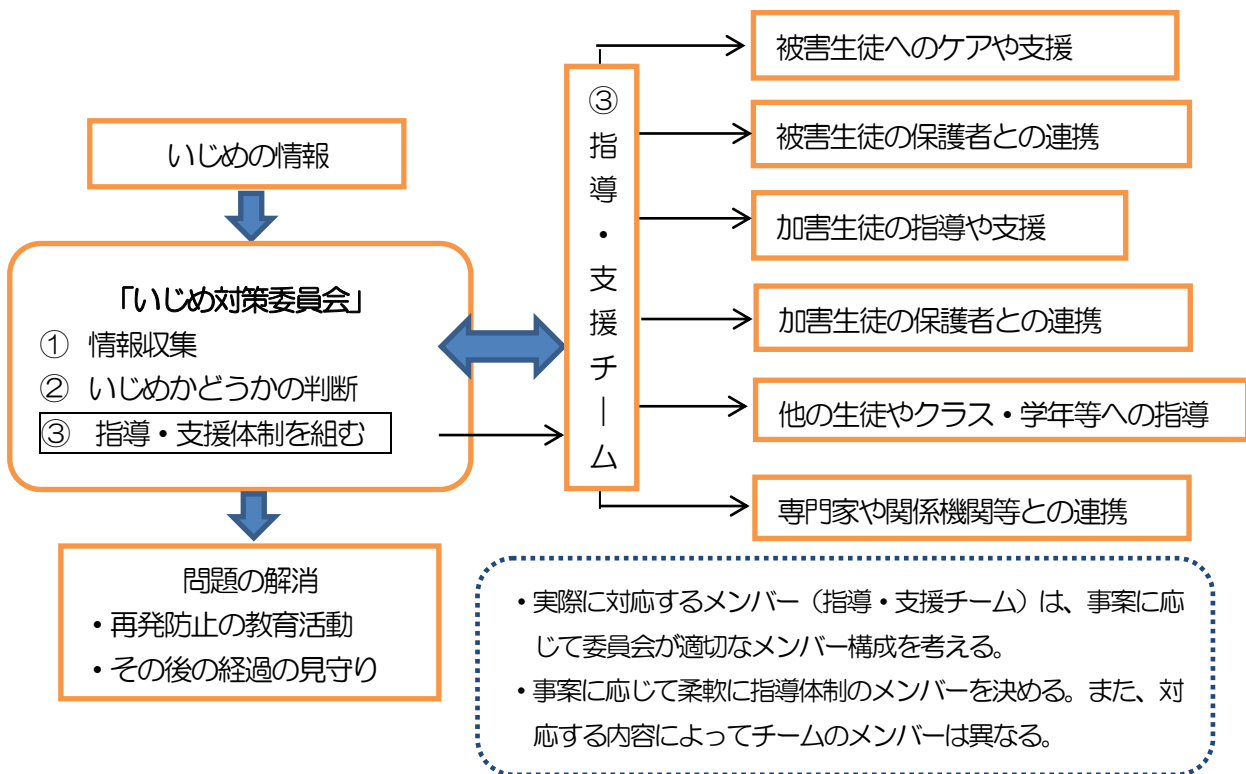 いじめの情報
「いじめ対策委員会」
① 情報収集
② いじめかどうかの判断
③ 指導・支援体制を組む
問題の解消
・再発防止の教育活動
・その後の経過の見守り
③指導・支援チーム
被害生徒へのケアや支援
被害生徒の保護者との連携
加害生徒の指導や支援
加害生徒の保護者との連携
他の生徒やクラス・学年等への指導
専門家や関係機関等との連携
・実際に対応するメンバー（指導・支援チーム）は、事案に応
じて委員会が適切なメンバー構成を考える。
・事案に応じて柔軟に指導体制のメンバーを決める。また、対
応する内容によってチームのメンバーは異なる。